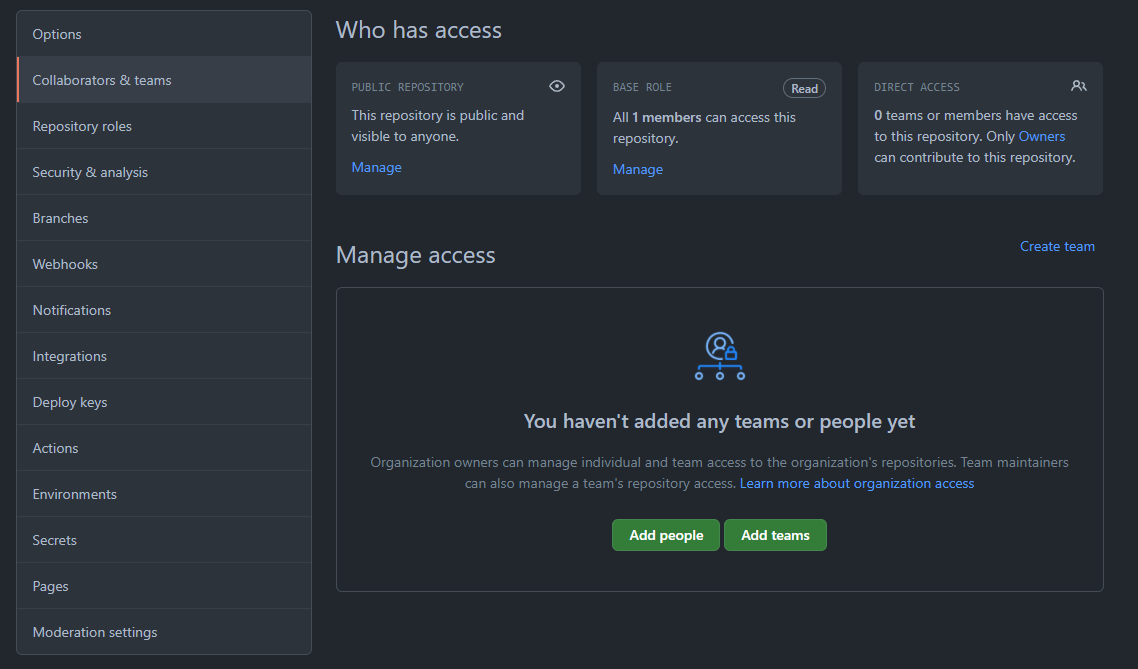 Options
Collaborators & teams
Repository roles
Security & analysis
Branches
Webhooks
Notifications
Integrations
Deploy keys
Actions
Environments
Secrets
Pages
Moderation settings
Who has access
PUBLIC REPOSITORY
This repository is public and
visible to anyone.
Manage
BASE ROLE
Read
All 1 members can access this
repository.
Manage
DIRECT ACCESS
0 teams or members have access
to this repository. Only Owners
can contribute to this repository.
Manage access
Create team
You haven't added any teams or people yet
Organization owners can manage individual and team access to the organization's repositories. Team maintainers
can also manage a team's repository access. Learn more about organization access
Add people
Add teams